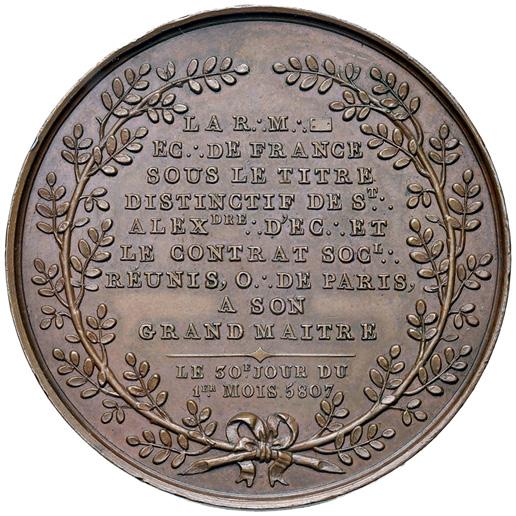 LA R∴ M∴ ▭
EC∴ DE FRANCE
SOUS LE TITRE
DISTINCTIF DE Sᵀ∴
ALEXᴰᴿᴱ∴ D'EC∴ ET
LE CONTRAT SOCᴸ∴
RÉUNIS, O∴ DE PARIS,
A SON
GRAND MAITRE
LE 30ᴱ JOUR DU
1ᴱᴿ MOIS 5807